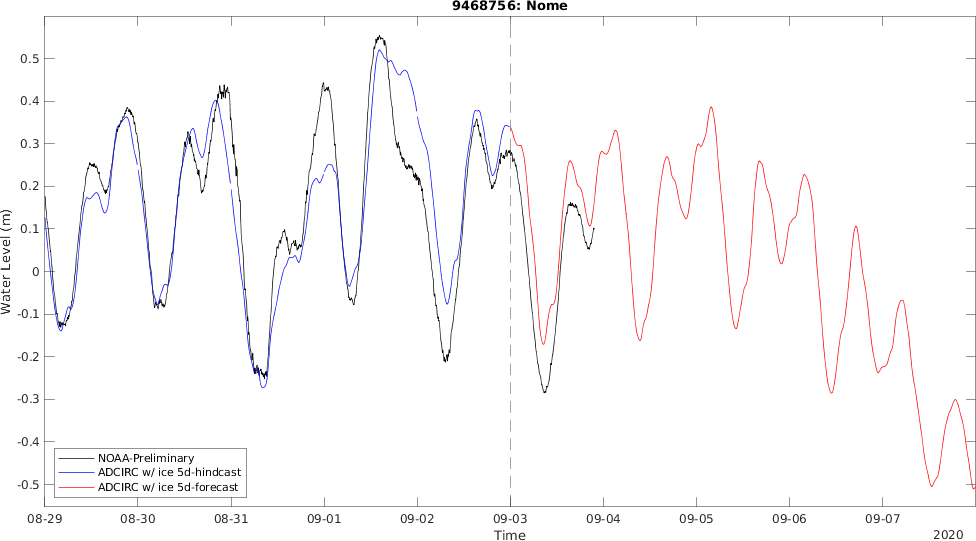 9468756: Nome
Water Level (m)
0.5
0.4
0.3
0.2
0.1
0
-0.1
-0.2
-0.3
-0.4
-0.5
NOAA-Preliminary
ADCIRC w/ ice 5d-hindcast
ADCIRC w/ ice 5d-forecast
08-29 08-30 08-31 09-01 09-02 09-03 09-04 09-05 09-06 09-07
Time
2020